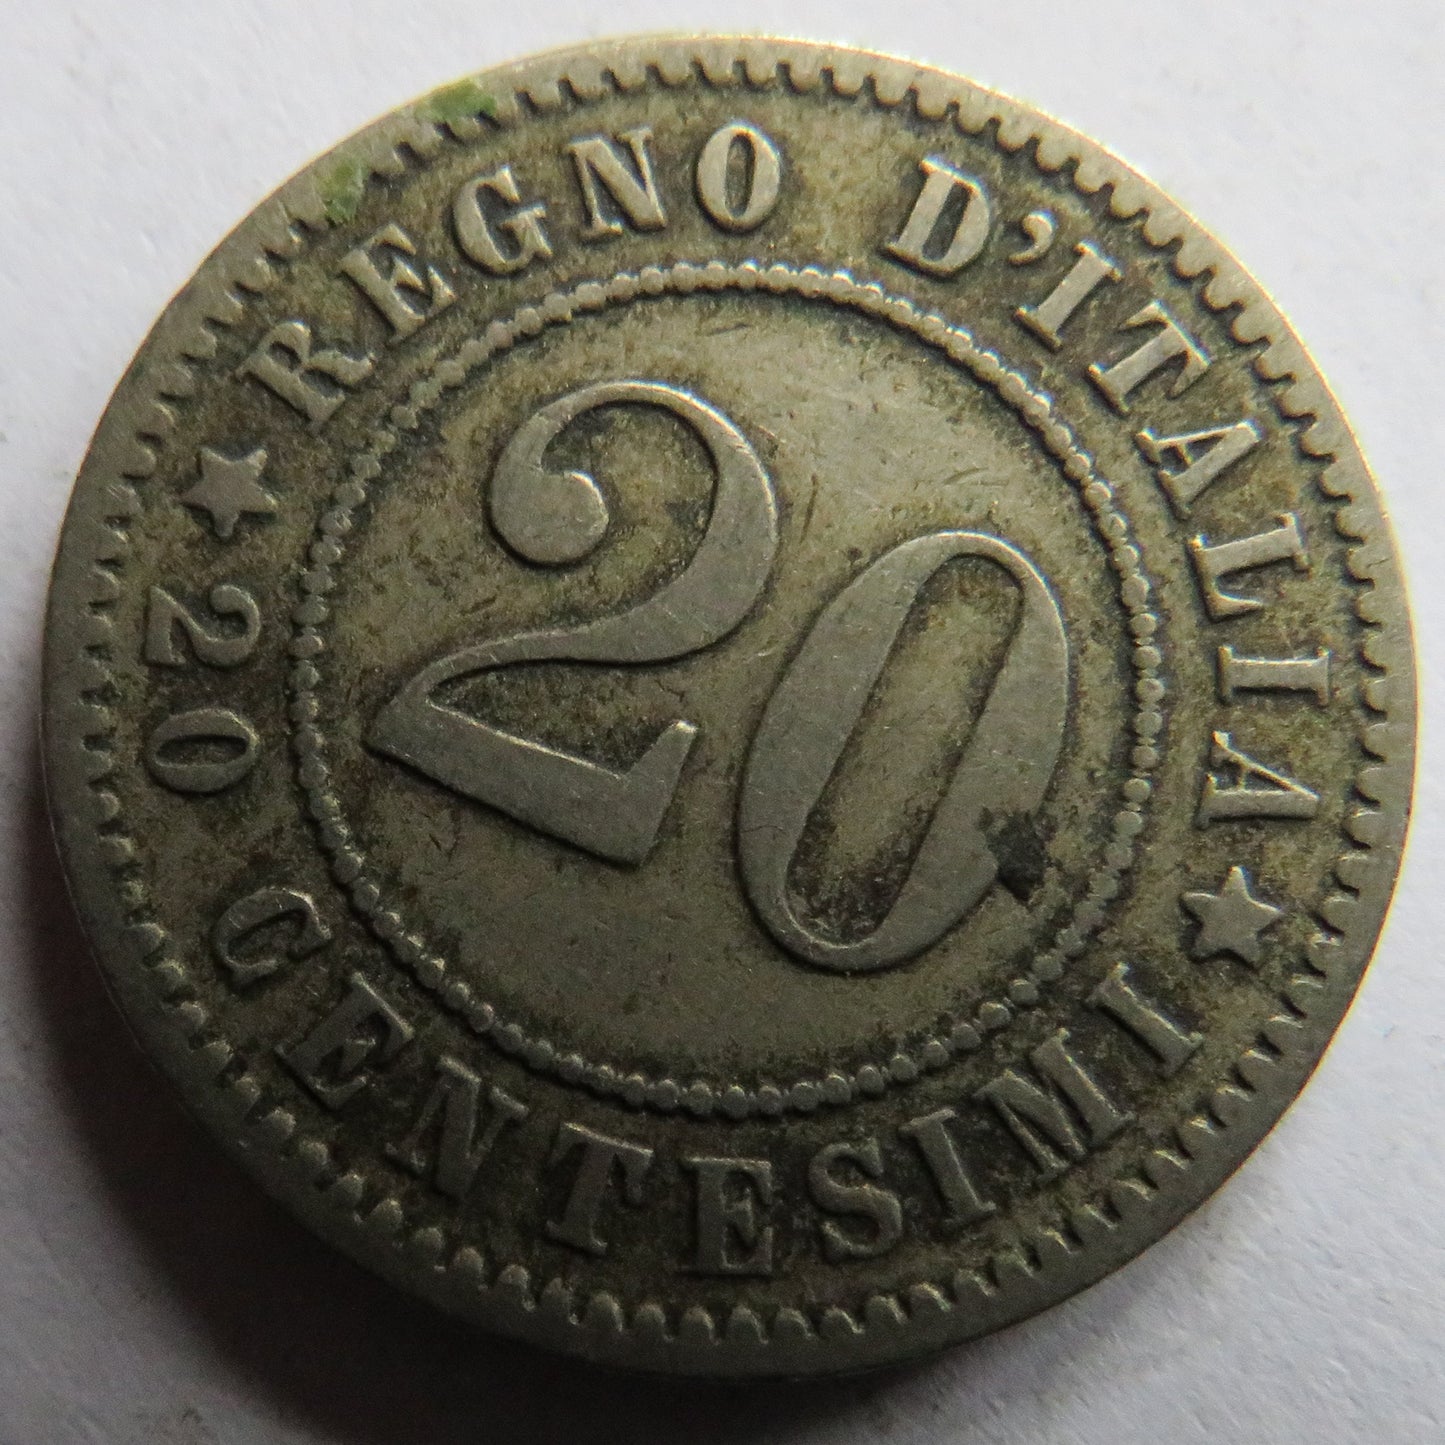 ★ REGNO D'ITALIA ★
20
20 CENTESIMI